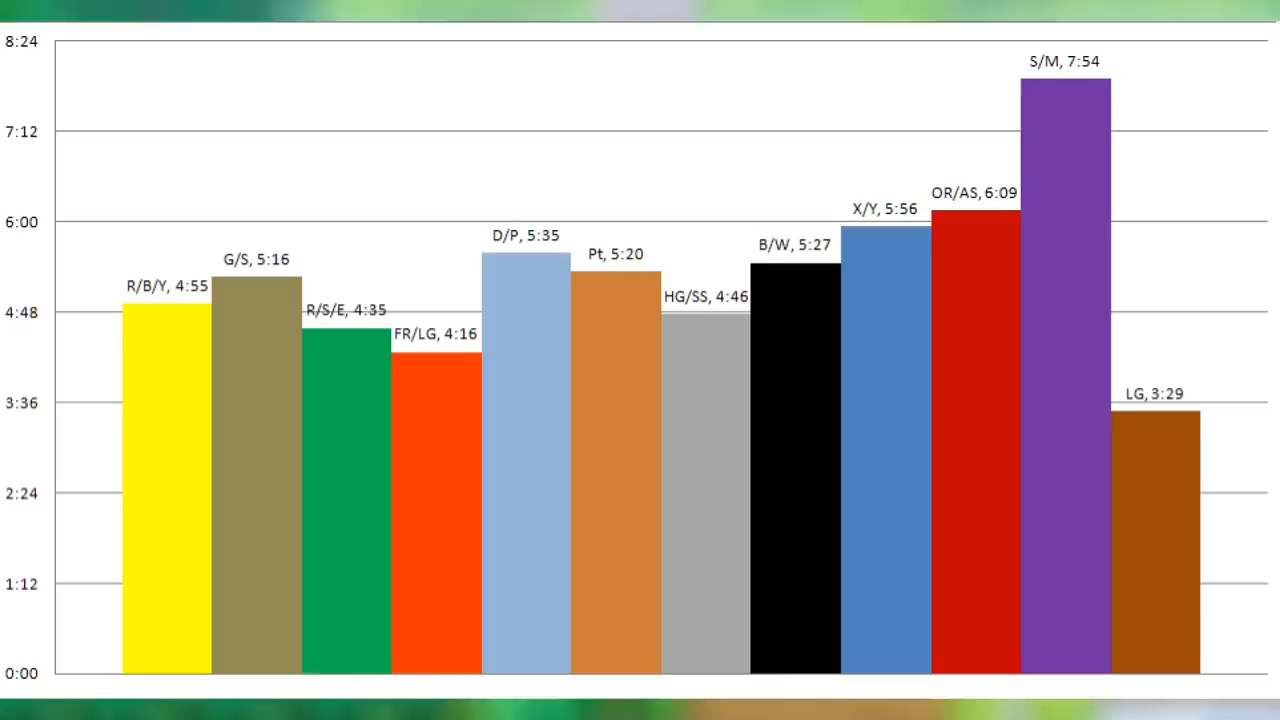 8:24
7:12
6:00
4:48
3:36
2:24
1:12
0:00
R/B/Y, 4:55
G/S, 5:16
R/S/E, 4:35
FR/LG, 4:16
D/P, 5:35
Pt, 5:20
HG/SS, 4:46
B/W, 5:27
X/Y, 5:56
OR/AS, 6:09
S/M, 7:54
LG, 3:29